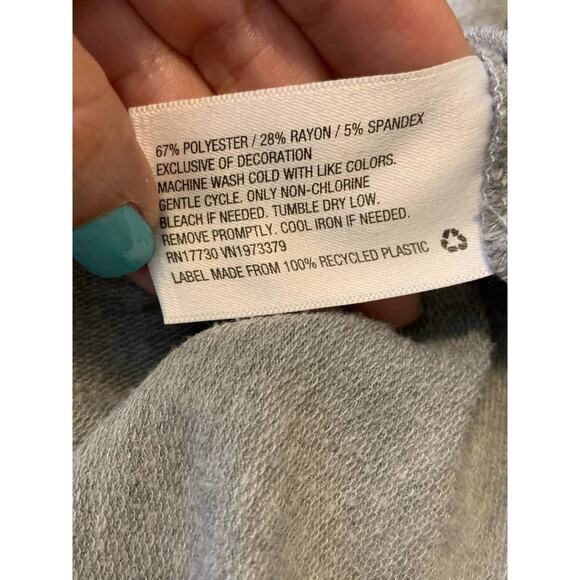 67% POLYESTER / 28% RAYON / 5% SPANDEX
EXCLUSIVE OF DECORATION
MACHINE WASH COLD WITH LIKE COLORS.
GENTLE CYCLE. ONLY NON-CHLORINE
BLEACH IF NEEDED. TUMBLE DRY LOW.
REMOVE PROMPTLY. COOL IRON IF NEEDED.
RN17730 VN1973379
LABEL MADE FROM 100% RECYCLED PLASTIC